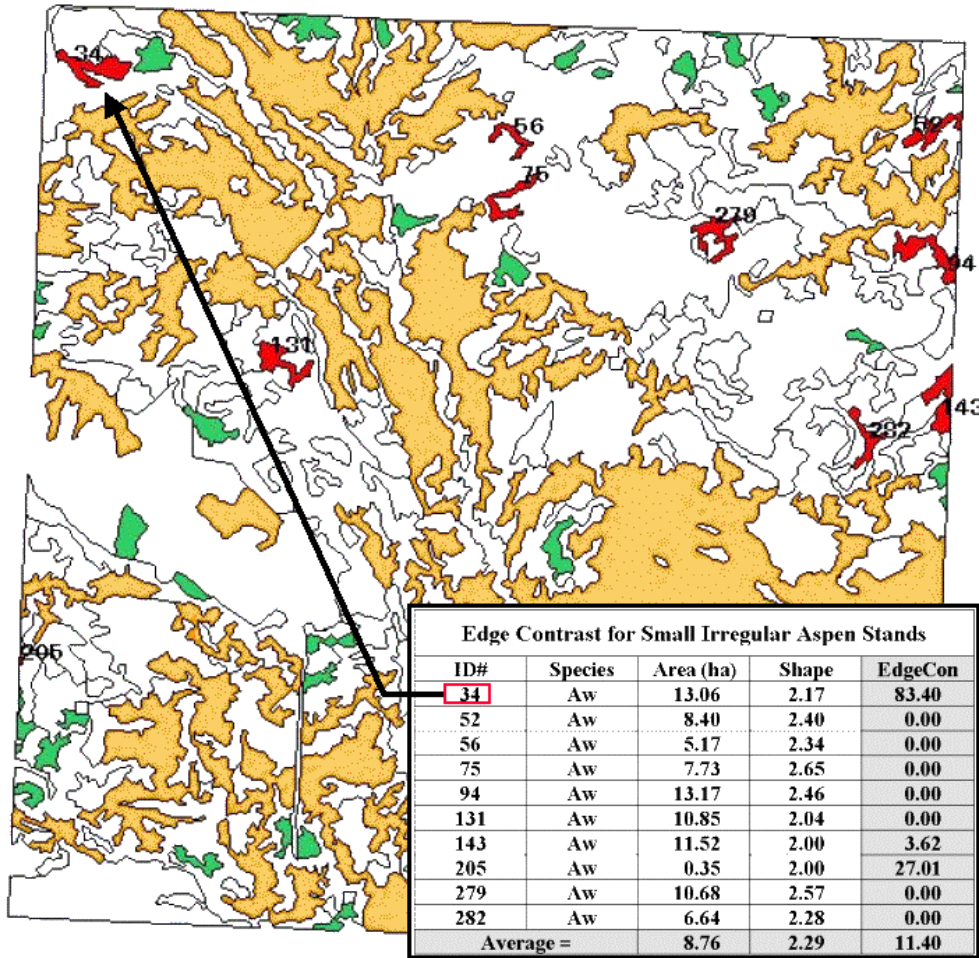 34
56
52
75
279
94
131
143
282
205
Edge Contrast for Small Irregular Aspen Stands
ID# Species Area (ha) Shape EdgeCon
34 Aw 13.06 2.17 83.40
52 Aw 8.40 2.40 0.00
56 Aw 5.17 2.34 0.00
75 Aw 7.73 2.65 0.00
94 Aw 13.17 2.46 0.00
131 Aw 10.85 2.04 0.00
143 Aw 11.52 2.00 3.62
205 Aw 0.35 2.00 27.01
279 Aw 10.68 2.57 0.00
282 Aw 6.64 2.28 0.00
Average = 8.76 2.29 11.40